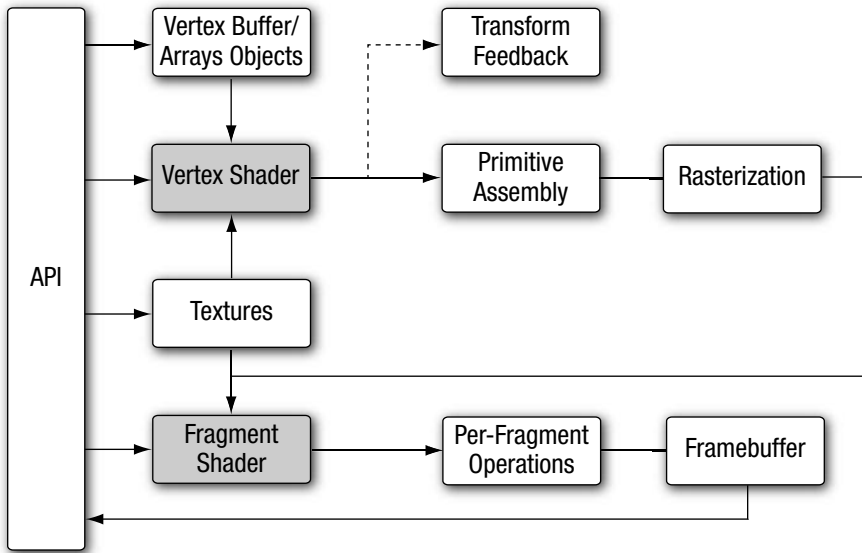 Vertex Buffer/
Arrays Objects
Transform
Feedback
Vertex Shader
Primitive
Assembly
Rasterization
API
Textures
Fragment
Shader
Per-Fragment
Operations
Framebuffer